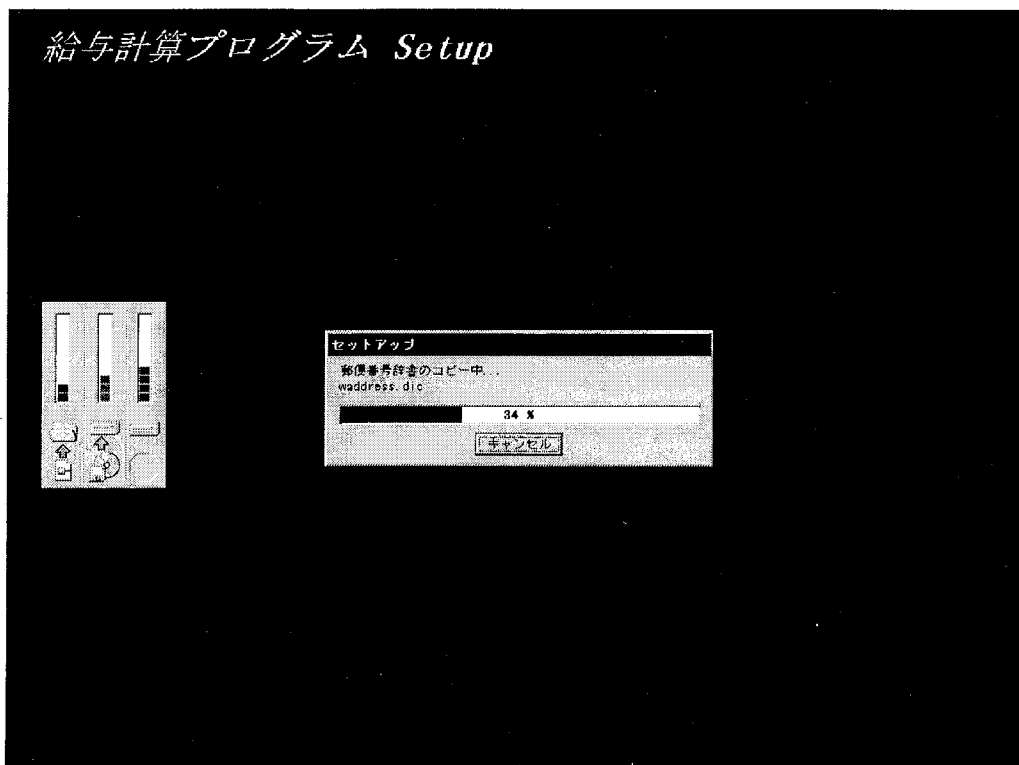 給与計算プログラム Setup
セットアップ
郵便番号辞書のコピー中...
waddress.dic
34 %
キャンセル